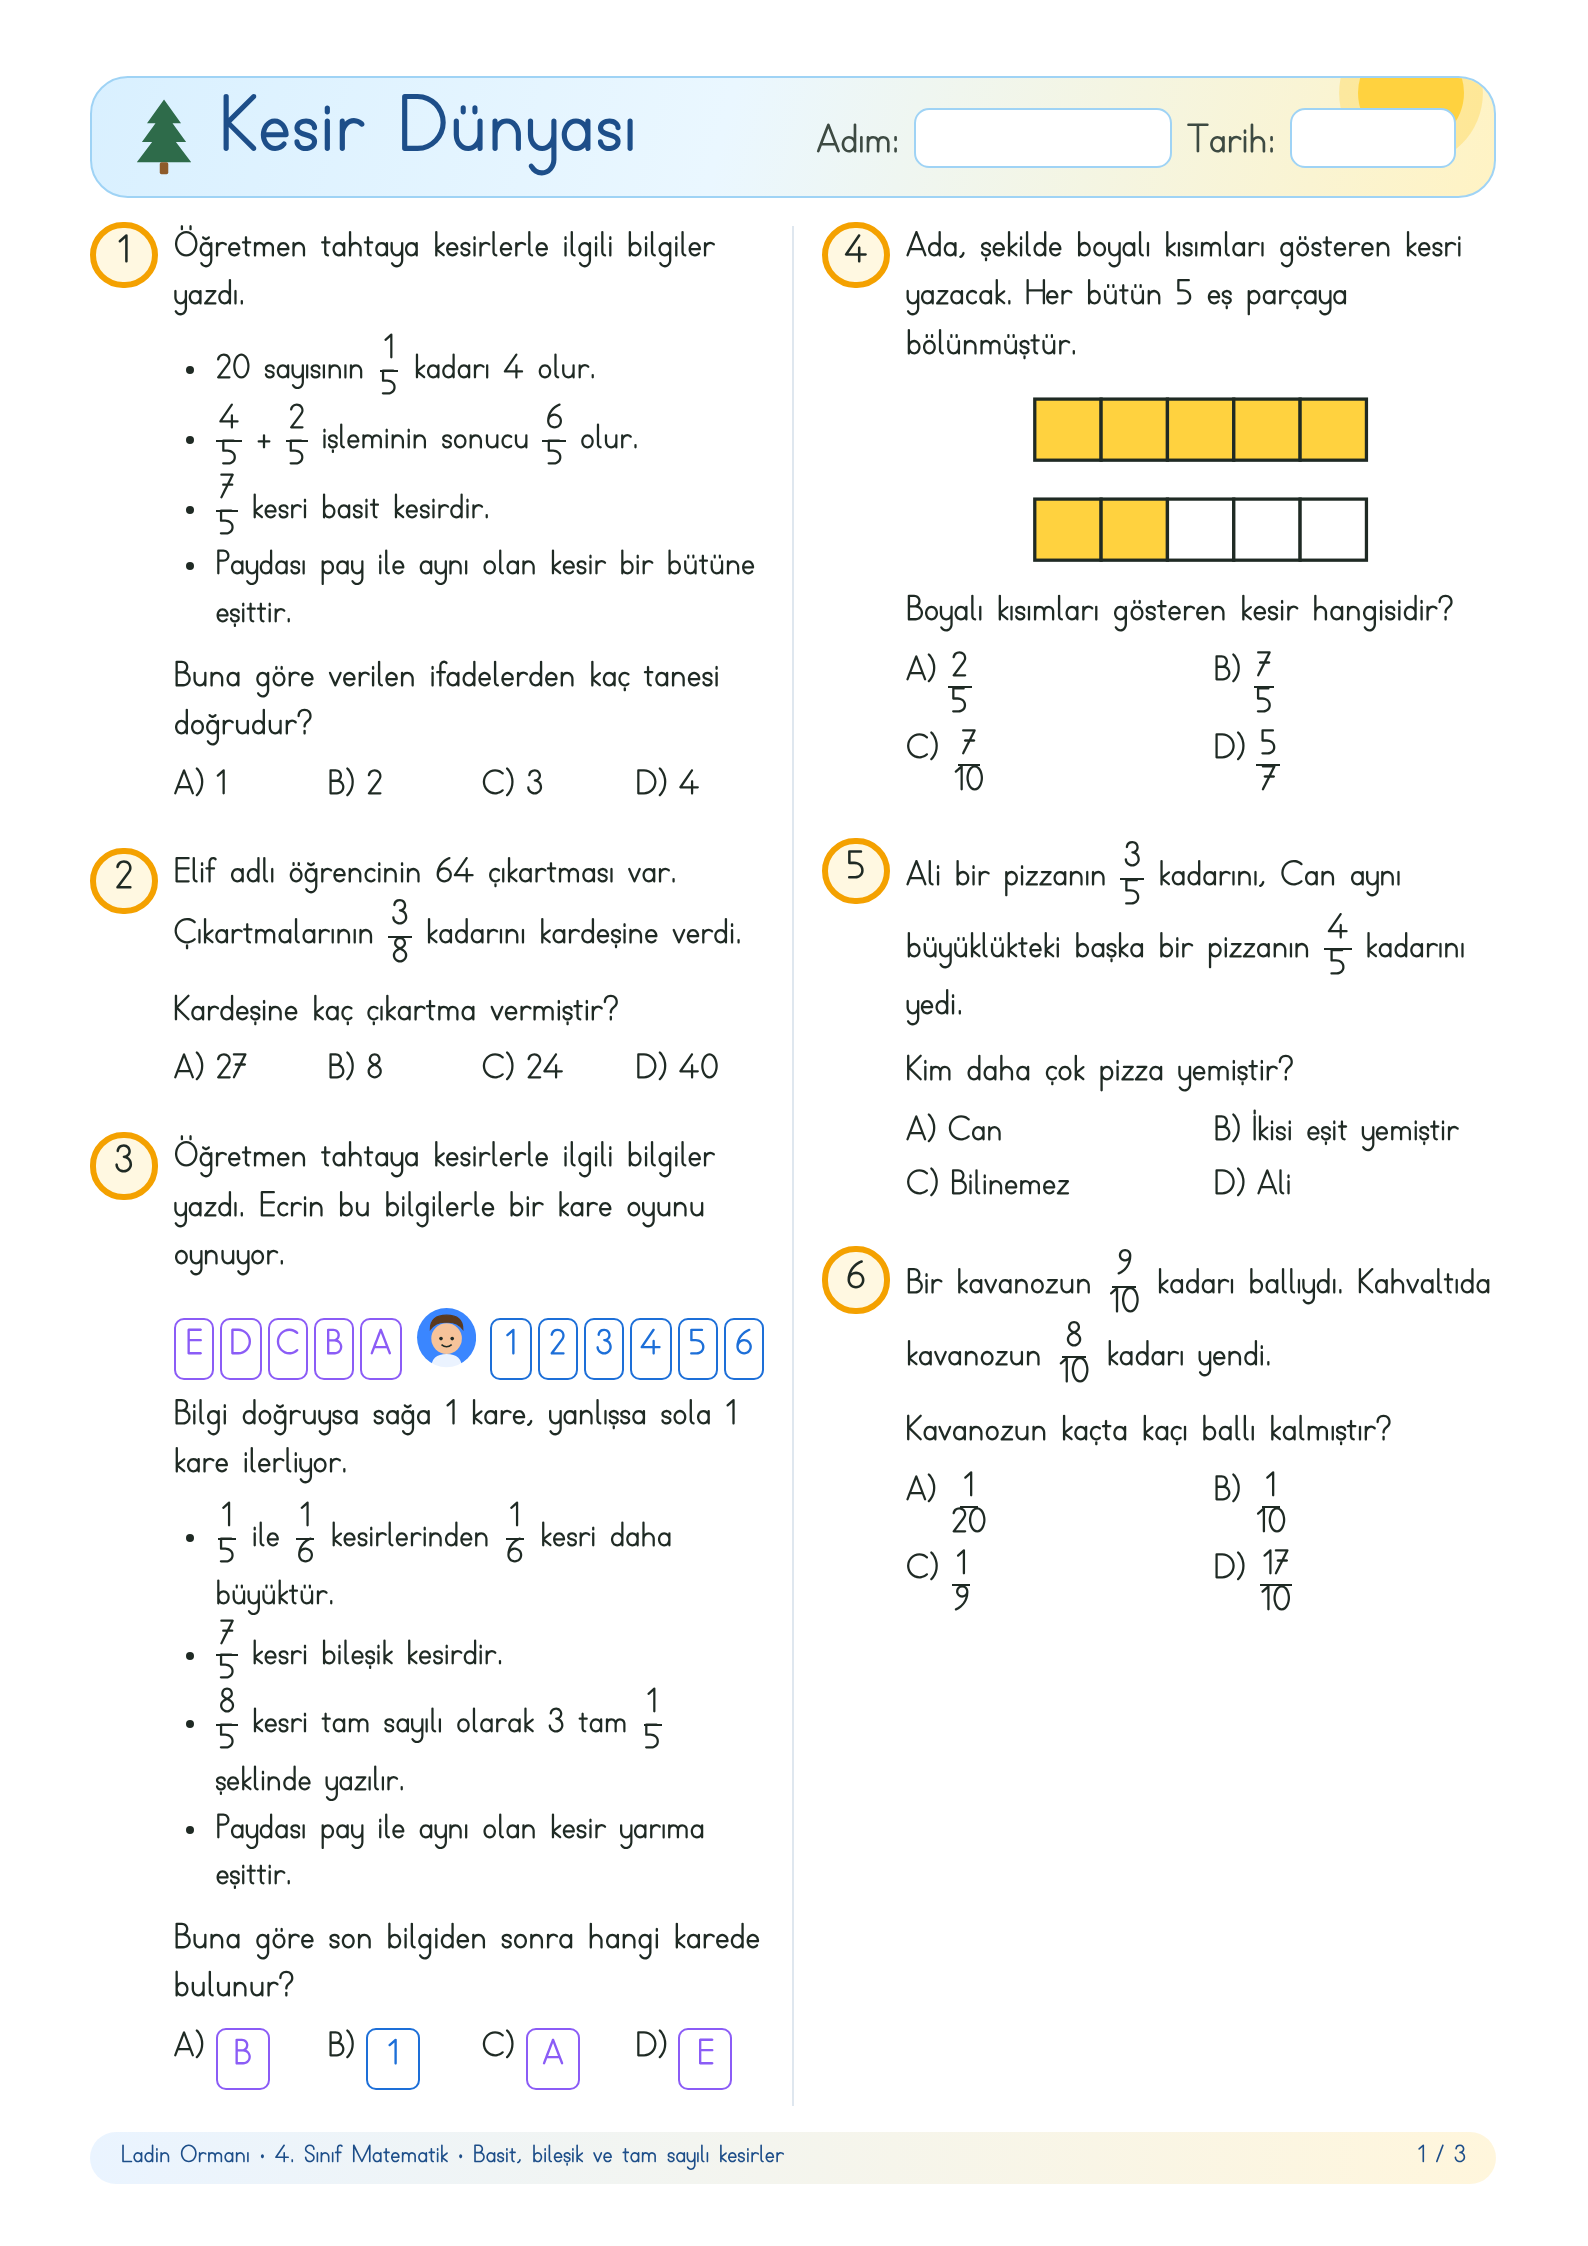 Kesir Dünyası
Adım:
Tarih:
1
Öğretmen tahtaya kesirlerle ilgili bilgiler
yazdı.
• 20 sayısının 1/5 kadarı 4 olur.
• 4/5 + 2/5 işleminin sonucu 6/5 olur.
• 7/5 kesri basit kesirdir.
• Paydası pay ile aynı olan kesir bir bütüne
eşittir.
Buna göre verilen ifadelerden kaç tanesi
doğrudur?
A) 1 B) 2 C) 3 D) 4
2
Elif adlı öğrencinin 64 çıkartması var.
Çıkartmalarının 3/8 kadarını kardeşine verdi.
Kardeşine kaç çıkartma vermiştir?
A) 27 B) 8 C) 24 D) 40
3
Öğretmen tahtaya kesirlerle ilgili bilgiler
yazdı. Ecrin bu bilgilerle bir kare oyunu
oynuyor.
E D C B A 1 2 3 4 5 6
Bilgi doğruysa sağa 1 kare, yanlışsa sola 1
kare ilerliyor.
• 1/5 ile 1/6 kesirlerinden 1/6 kesri daha
büyüktür.
• 7/5 kesri bileşik kesirdir.
• 8/5 kesri tam sayılı olarak 3 tam 1/5
şeklinde yazılır.
• Paydası pay ile aynı olan kesir yarıma
eşittir.
Buna göre son bilgiden sonra hangi karede
bulunur?
A) B B) 1 C) A D) E
4
Ada, şekilde boyalı kısımları gösteren kesri
yazacak. Her bütün 5 eş parçaya
bölünmüştür.
Boyalı kısımları gösteren kesir hangisidir?
A) 2/5 B) 7/5
C) 7/10 D) 5/7
5
Ali bir pizzanın 3/5 kadarını, Can aynı
büyüklükteki başka bir pizzanın 4/5 kadarını
yedi.
Kim daha çok pizza yemiştir?
A) Can B) İkisi eşit yemiştir
C) Bilinemez D) Ali
6
Bir kavanozun 9/10 kadarı ballıydı. Kahvaltıda
kavanozun 8/10 kadarı yendi.
Kavanozun kaçta kaçı ballı kalmıştır?
A) 1/20 B) 1/10
C) 1/9 D) 17/10
Ladin Ormanı • 4. Sınıf Matematik • Basit, bileşik ve tam sayılı kesirler
1 / 3